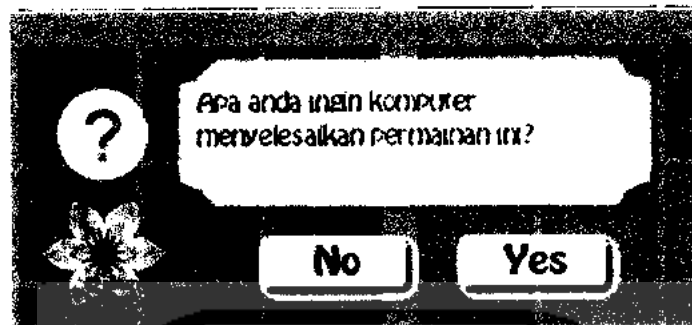 ?
Apa anda ingin komputer
menyelesaikan permainan ini?
No Yes